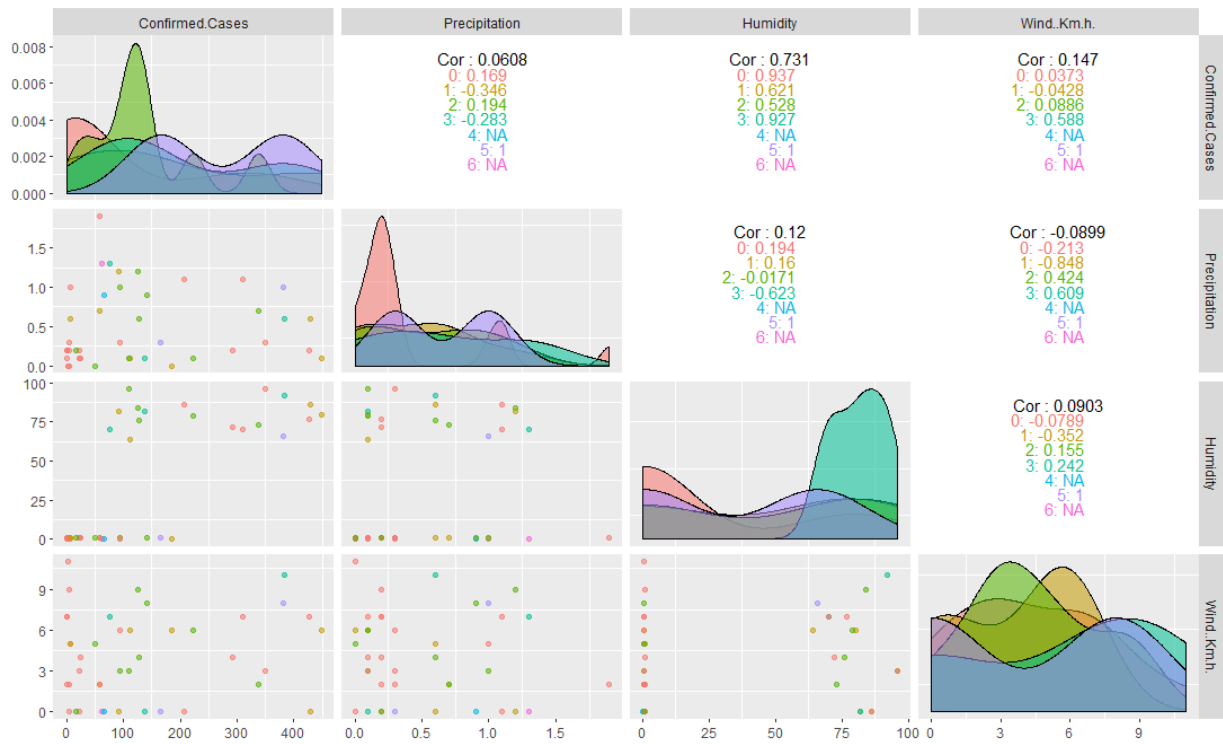 Confirmed.Cases
Precipitation
Humidity
Wind..Km.h.
0.008
0.006
0.004
0.002
0.000
Cor : 0.0608
0: 0.169
1: -0.346
2: 0.194
3: -0.283
4: NA
5: 1
6: NA
Cor : 0.731
0: 0.937
1: 0.621
2: 0.528
3: 0.927
4: NA
5: 1
6: NA
Cor : 0.147
0: 0.0373
1: -0.0428
2: 0.0886
3: 0.588
4: NA
5: 1
6: NA
Confirmed.Cases
1.5
1.0
0.5
0.0
Cor : 0.12
0: 0.194
1: 0.16
2: -0.0171
3: -0.623
4: NA
5: 1
6: NA
Cor : -0.0899
0: -0.213
1: -0.848
2: 0.424
3: 0.609
4: NA
5: 1
6: NA
Precipitation
100
75
50
25
0
Cor : 0.0903
0: -0.0789
1: -0.352
2: 0.155
3: 0.242
4: NA
5: 1
6: NA
Humidity
9
6
3
0
Wind..Km.h.
0 100 200 300 400
0.0 0.5 1.0 1.5
0 25 50 75 100
0 3 6 9